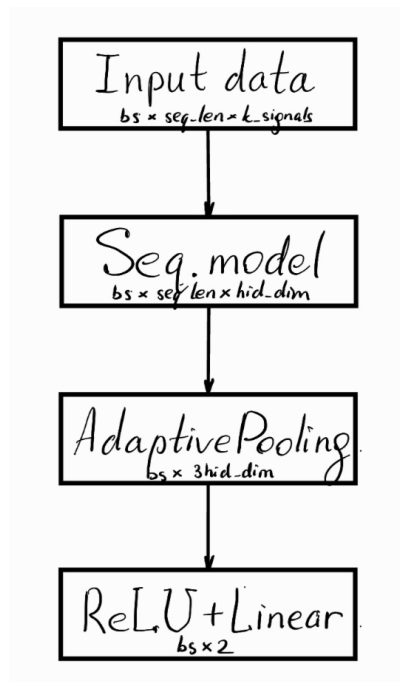 Input data
bs × seq_len × k_signals
Seq. model
bs × seq_len × hid_dim
AdaptivePooling
bs × 3hid_dim
ReLU + Linear
bs × 2